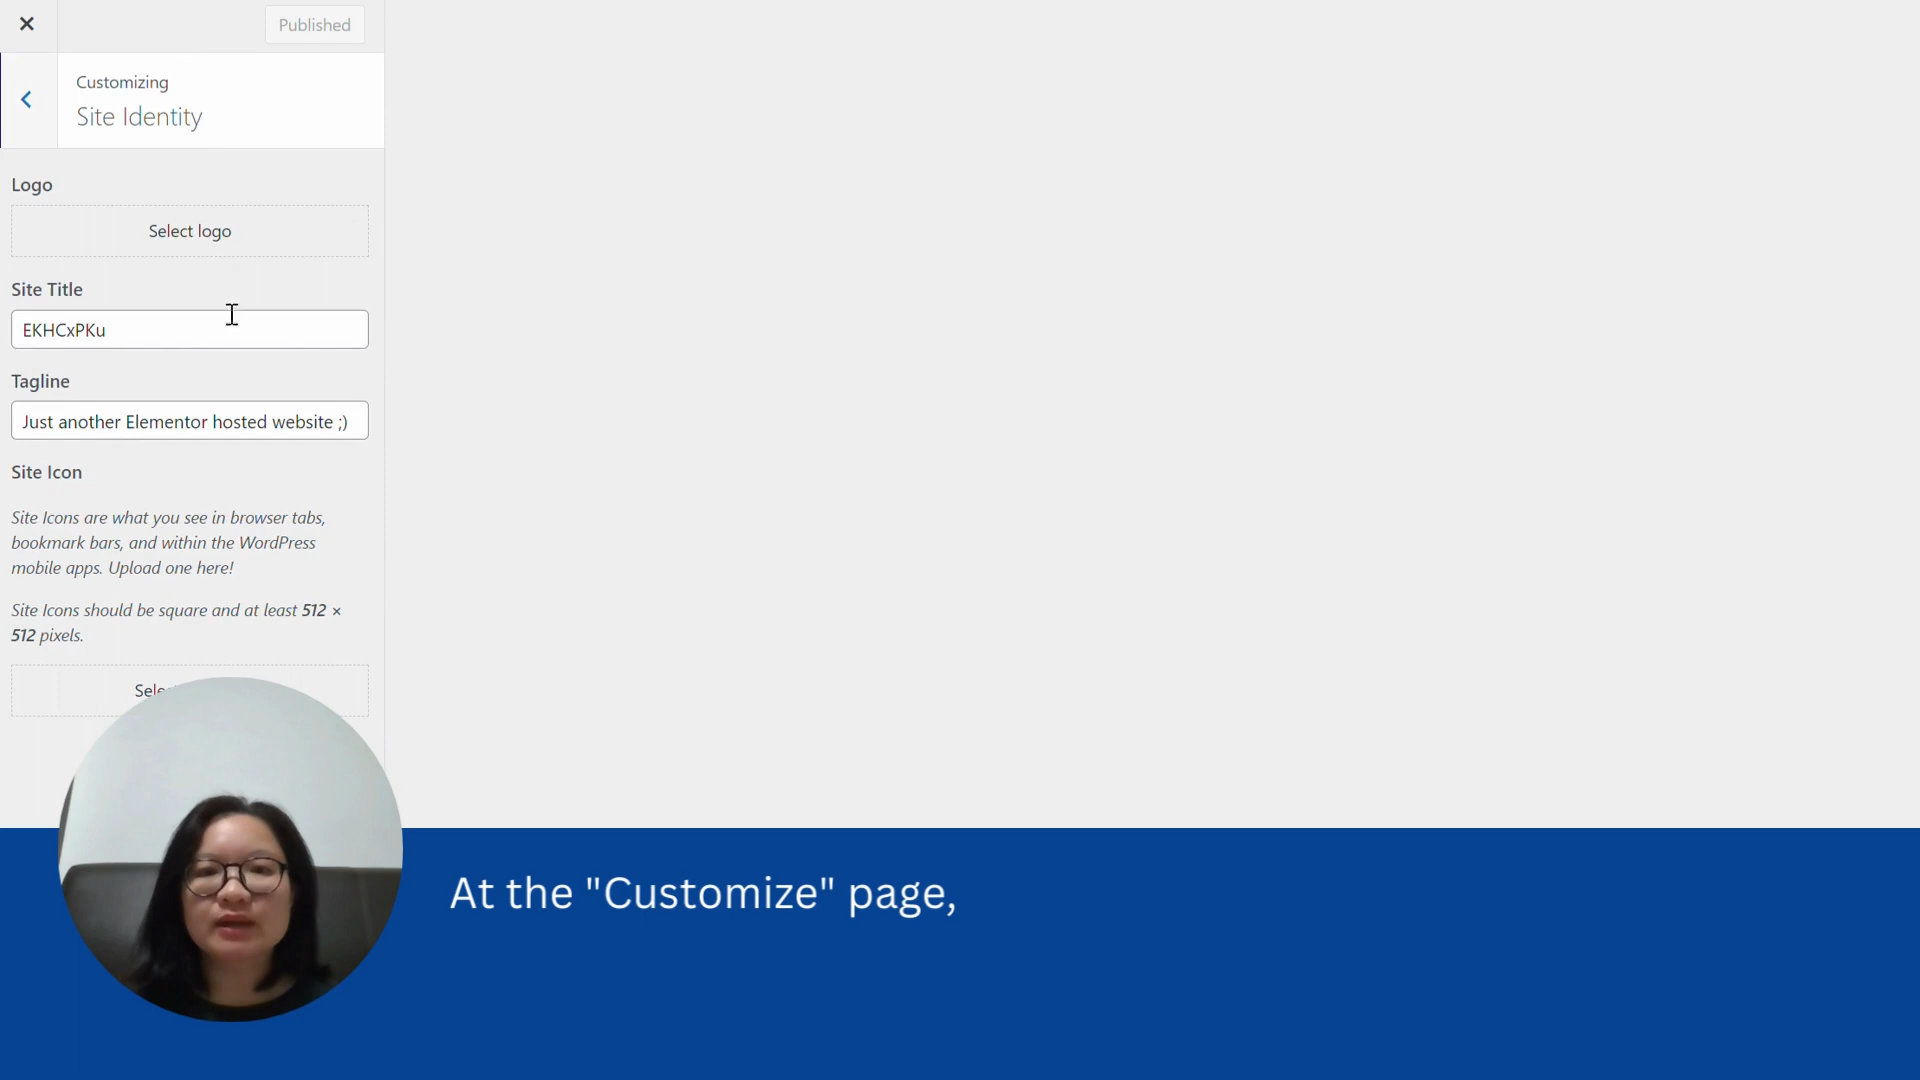 Published
Customizing
Site Identity
Logo
Select logo
Site Title
EKHCxPKu
Tagline
Just another Elementor hosted website ;)
Site Icon
Site Icons are what you see in browser tabs,
bookmark bars, and within the WordPress
mobile apps. Upload one here!
Site Icons should be square and at least 512 ×
512 pixels.
At the "Customize" page,